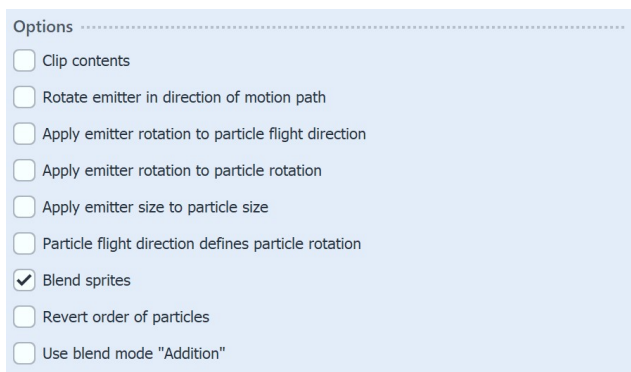 Options
Clip contents
Rotate emitter in direction of motion path
Apply emitter rotation to particle flight direction
Apply emitter rotation to particle rotation
Apply emitter size to particle size
Particle flight direction defines particle rotation
Blend sprites
Revert order of particles
Use blend mode "Addition"